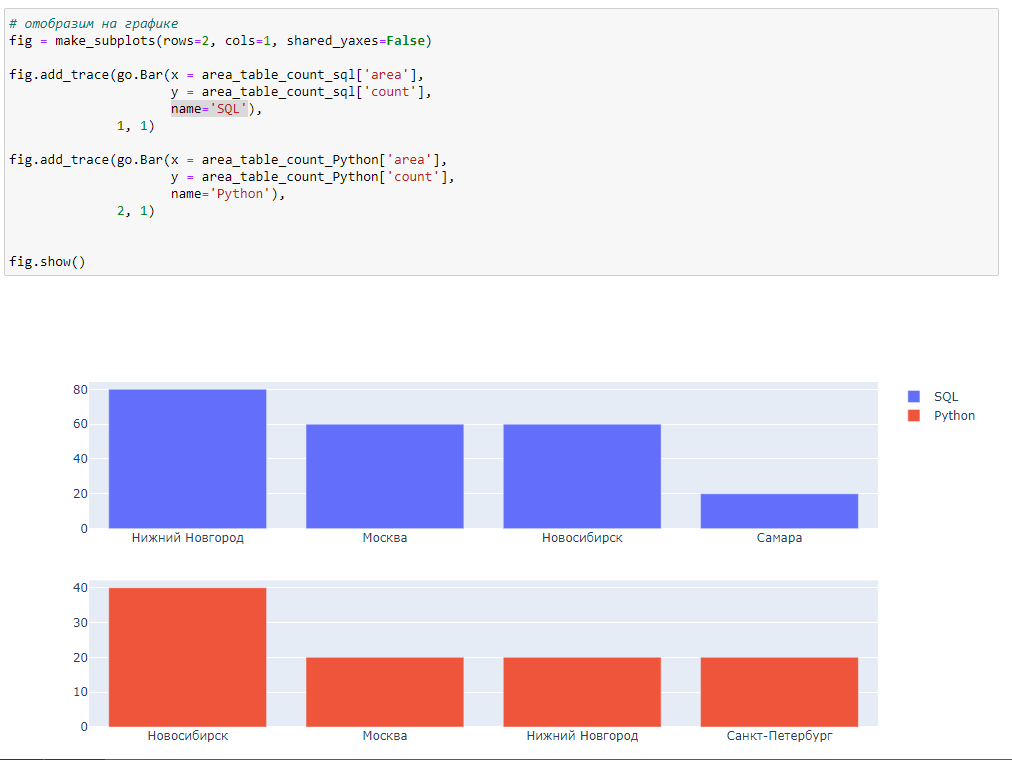 # отобразим на графике
fig = make_subplots(rows=2, cols=1, shared_yaxes=False)
fig.add_trace(go.Bar(x = area_table_count_sql['area'],
y = area_table_count_sql['count'],
name='SQL'),
1, 1)
fig.add_trace(go.Bar(x = area_table_count_Python['area'],
y = area_table_count_Python['count'],
name='Python'),
2, 1)
fig.show()
80
60
40
20
0
Нижний Новгород Москва Новосибирск Самара
SQL
Python
40
30
20
10
0
Новосибирск Москва Нижний Новгород Санкт-Петербург